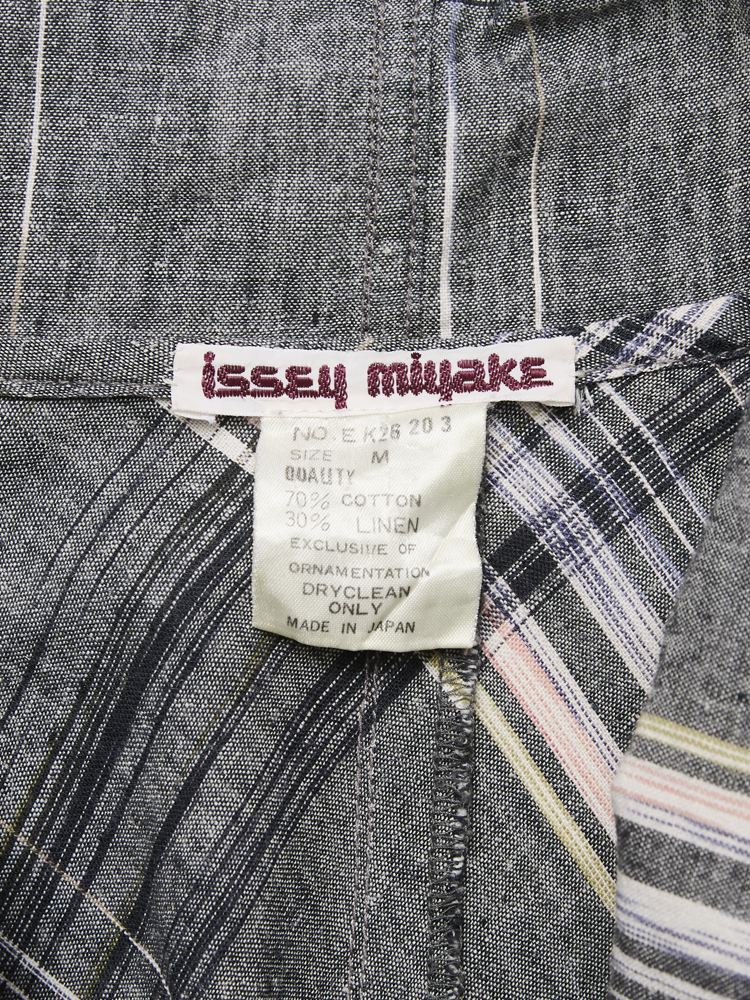 issey miyake
NO. E K26 20 3
SIZE M
QUALITY
70% COTTON
30% LINEN
EXCLUSIVE OF
ORNAMENTATION
DRYCLEAN
ONLY
MADE IN JAPAN